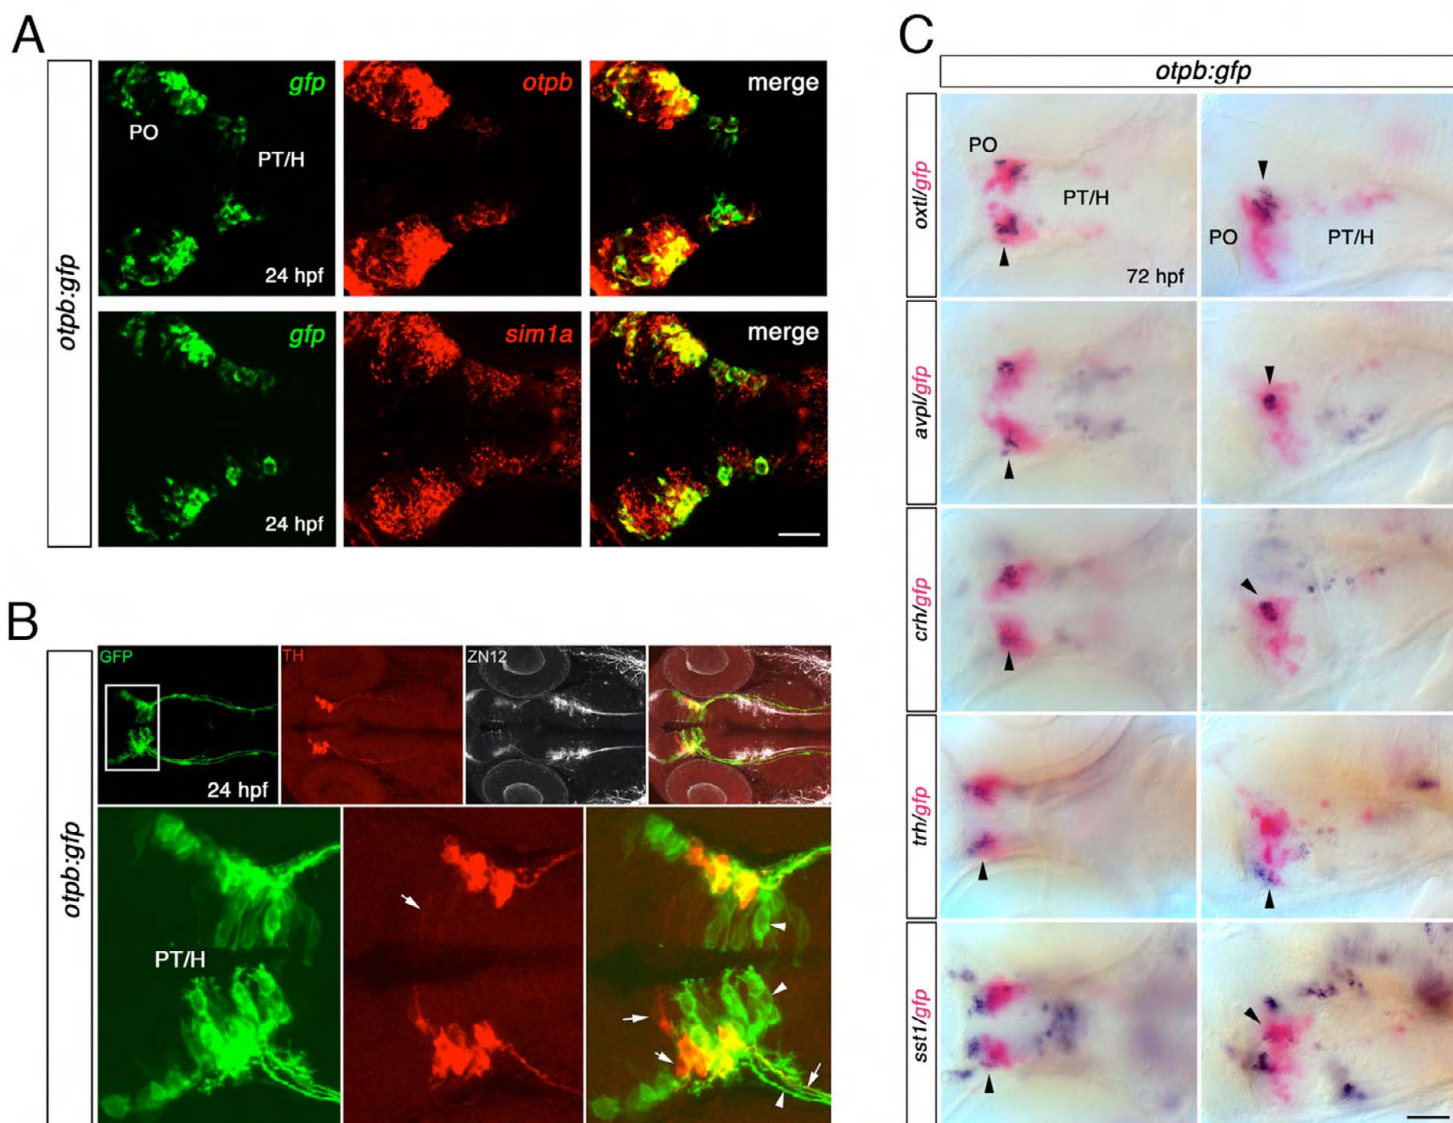 A
otpb:gfp
gfp
PO
PT/H
24 hpf
otpb
merge
gfp
24 hpf
sim1a
merge
B
otpb:gfp
GFP
24 hpf
TH
ZN12
PT/H
C
otpb:gfp
oxtl/gfp
PO
PT/H
72 hpf
PO
PT/H
avpl/gfp
crh/gfp
trh/gfp
sst1/gfp